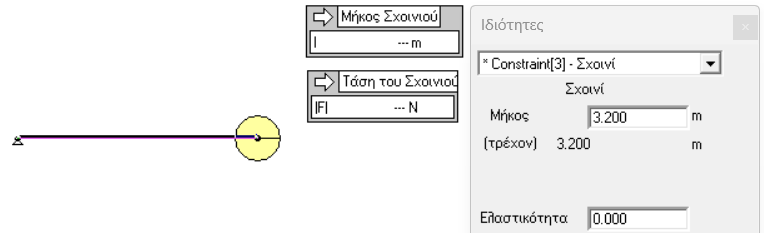 Μήκος Σχοινιού
l --- m
Τάση του Σχοινιού
|F| --- N
Ιδιότητες
×
* Constraint[3] - Σχοινί
Σχοινί
Μήκος 3.200 m
(τρέχον) 3.200 m
Ελαστικότητα 0.000